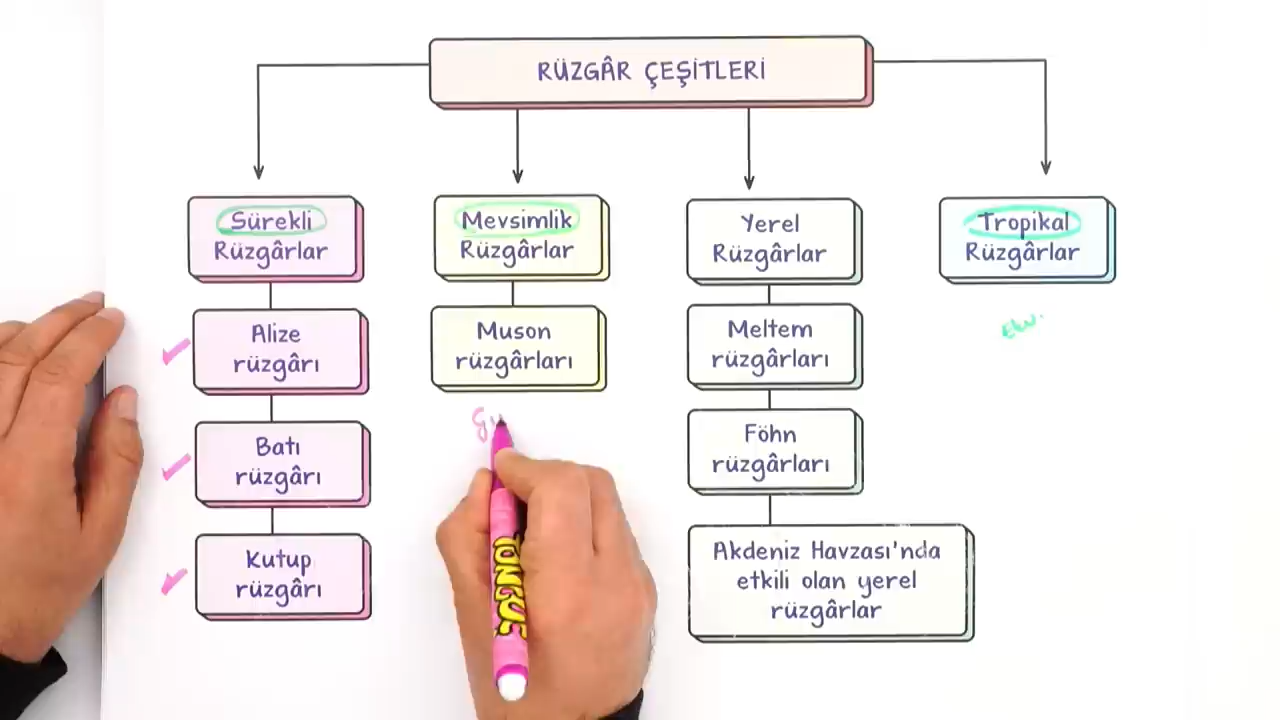 RÜZGÂR ÇEŞİTLERİ
Sürekli
Rüzgârlar
Alize
rüzgârı
Batı
rüzgârı
Kutup
rüzgârı
Mevsimlik
Rüzgârlar
Muson
rüzgârları
Yerel
Rüzgârlar
Meltem
rüzgârları
Föhn
rüzgârları
Akdeniz Havzası'nda
etkili olan yerel
rüzgârlar
Tropikal
Rüzgârlar
TONGUÇ